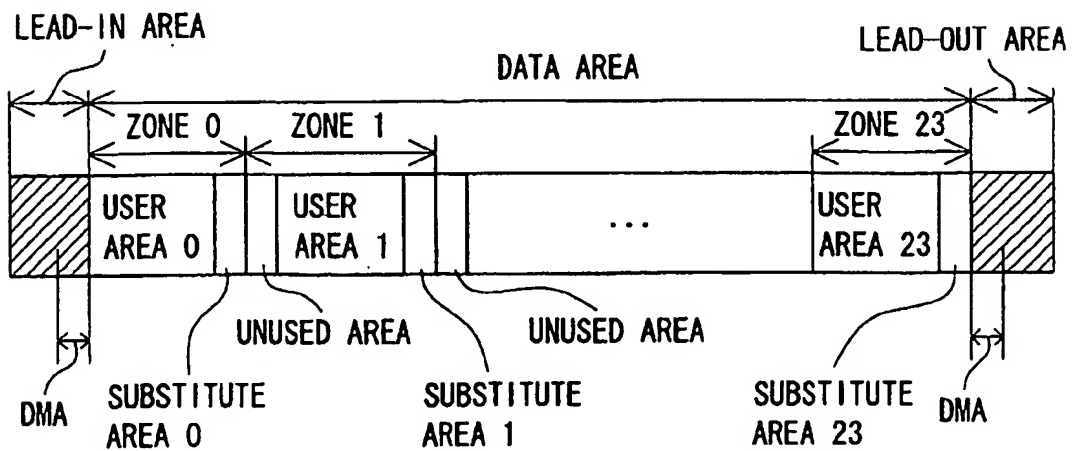 LEAD-IN AREA
LEAD-OUT AREA
DATA AREA
ZONE 0
ZONE 1
ZONE 23
USER
AREA 0
USER
AREA 1
...
USER
AREA 23
UNUSED AREA
UNUSED AREA
DMA
SUBSTITUTE
AREA 0
SUBSTITUTE
AREA 1
SUBSTITUTE
AREA 23
DMA